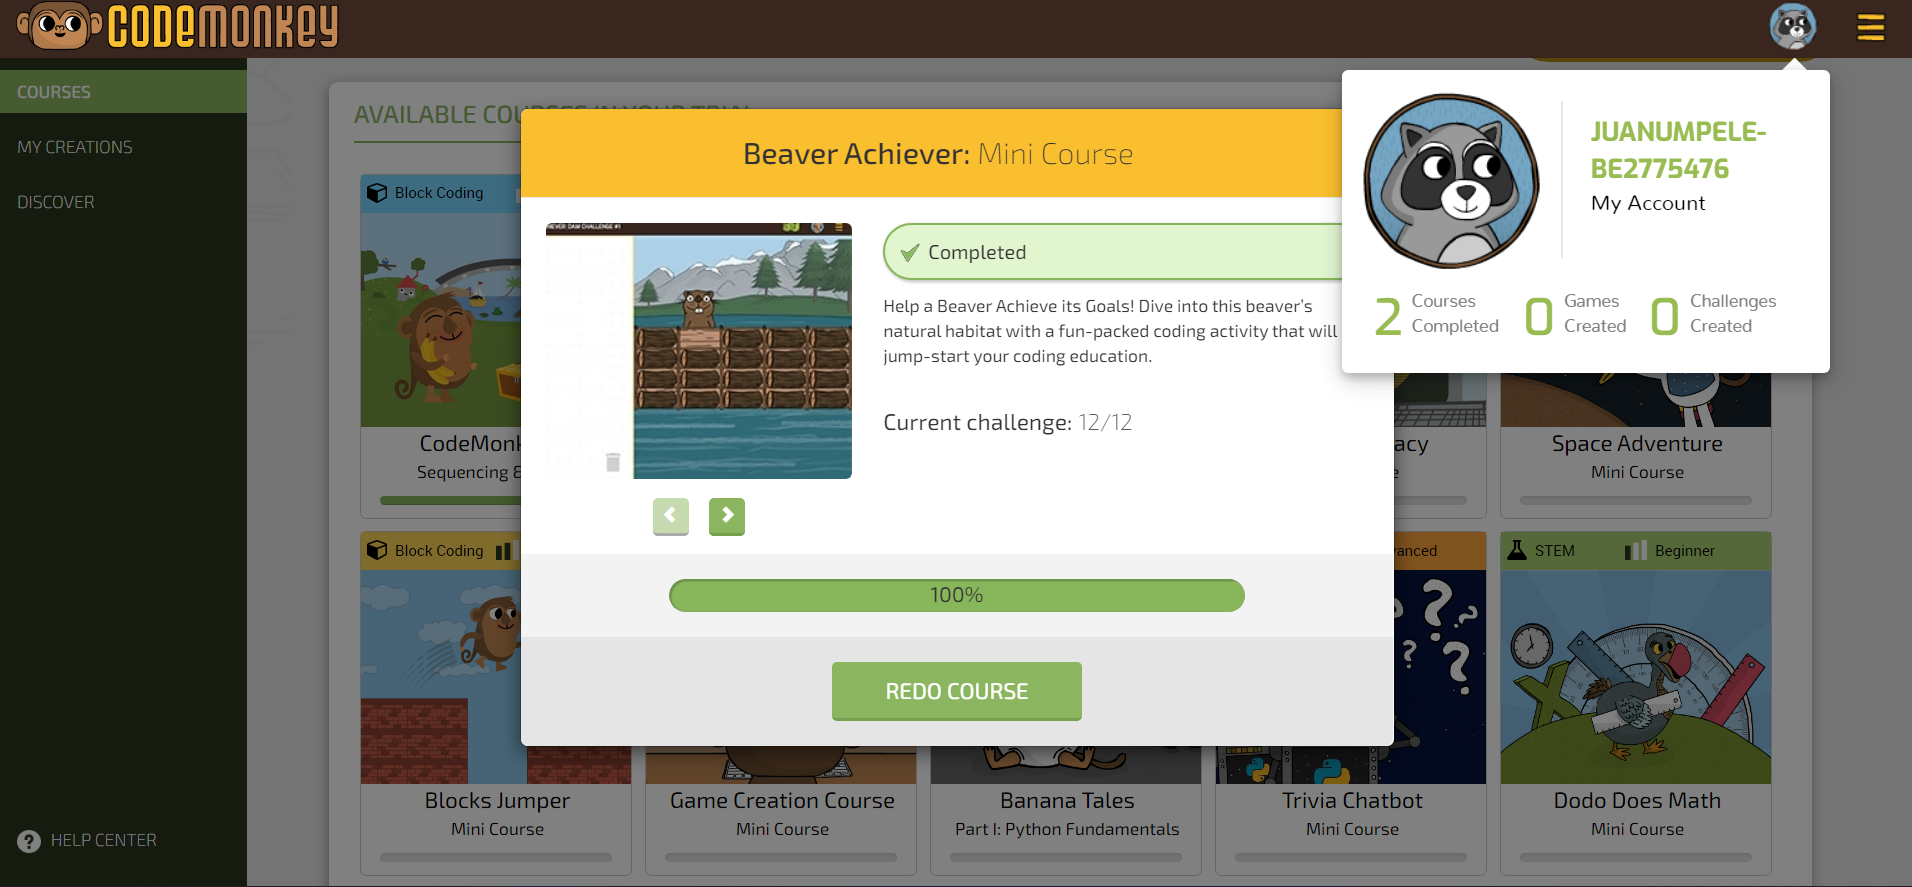 CODEMONKEY
COURSES
MY CREATIONS
DISCOVER
HELP CENTER
AVAILABLE COURSES IN YOUR TRIAL
Block Coding
Sequencing &
Beaver Achiever: Mini Course
Completed
Help a Beaver Achieve its Goals! Dive into this beaver's
natural habitat with a fun-packed coding activity that will
jump-start your coding education.
Current challenge: 12/12
100%
REDO COURSE
JUANUMPELE-
BE2775476
My Account
2 Courses
Completed
0 Games
Created
0 Challenges
Created
Space Adventure
Mini Course
Block Coding
STEM Beginner
Blocks Jumper
Mini Course
Game Creation Course
Mini Course
Banana Tales
Part I: Python Fundamentals
Trivia Chatbot
Mini Course
Dodo Does Math
Mini Course